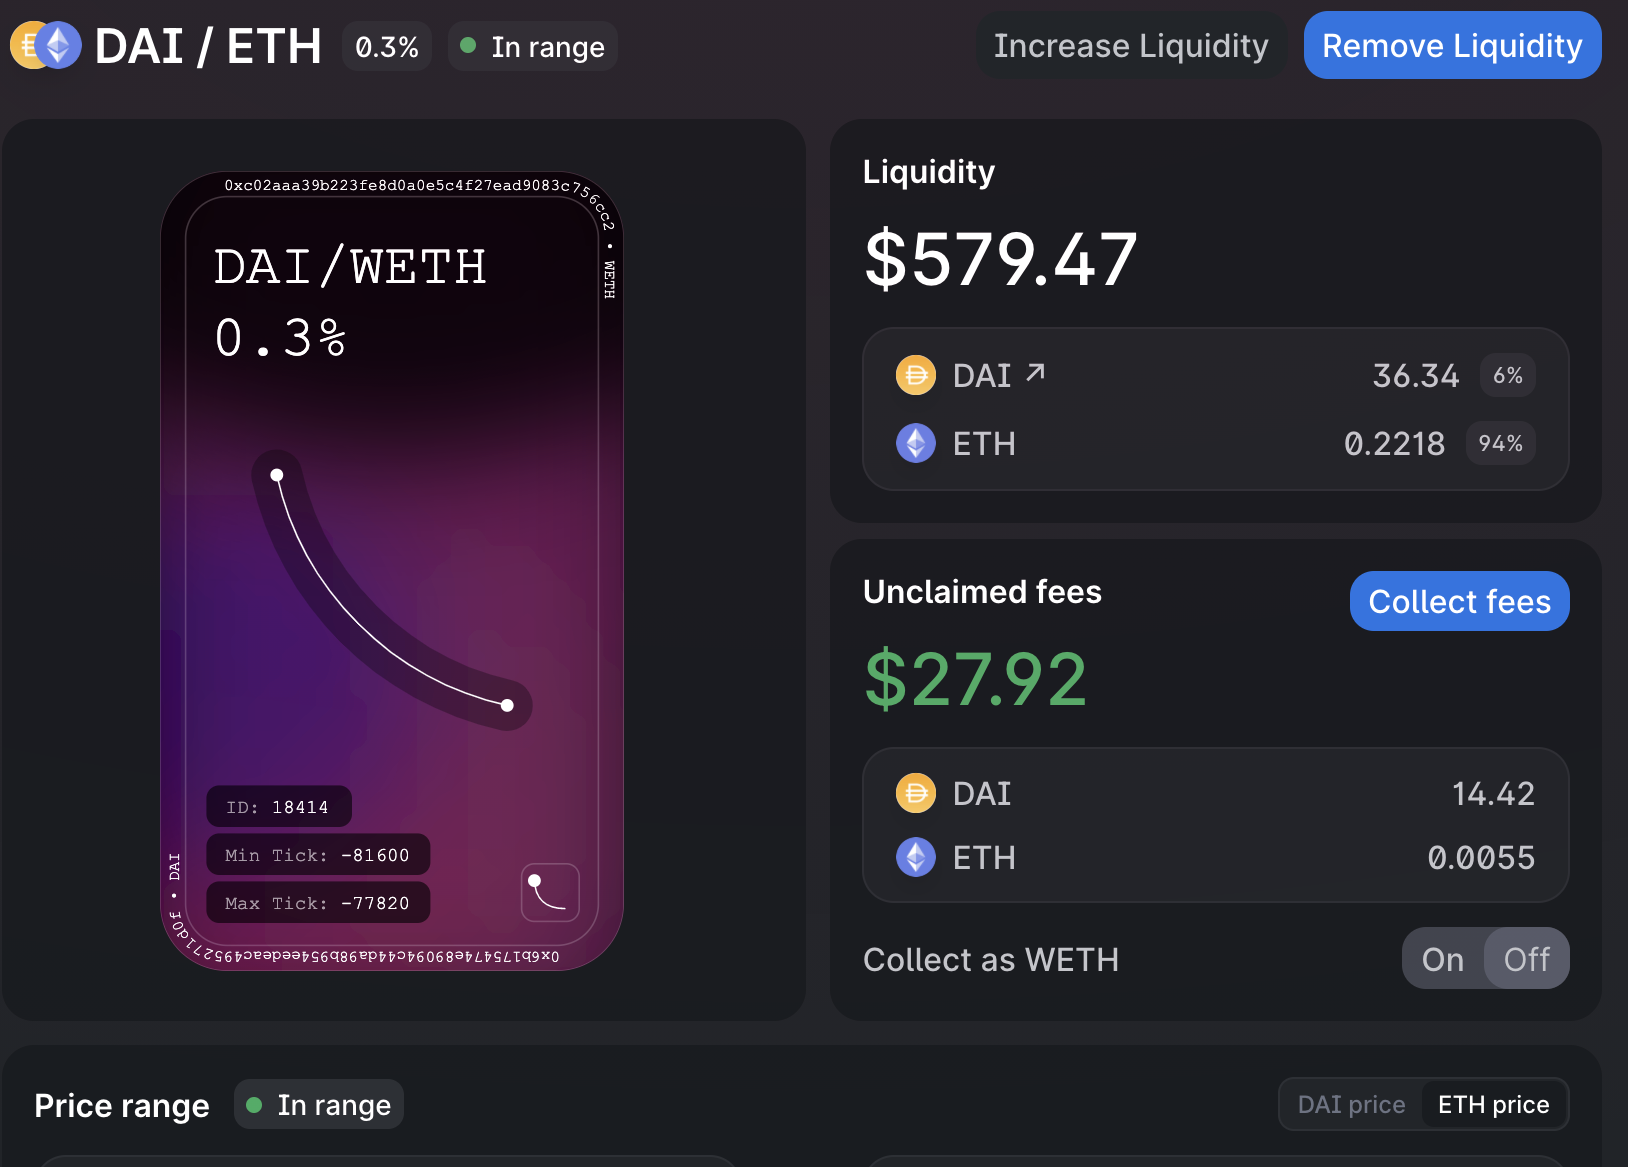 DAI / ETH
0.3%
In range
Increase Liquidity
Remove Liquidity
0xc02aaa39b223fe8d0a0e5c4f27ead9083c756cc2 • WETH
DAI/WETH
0.3%
ID: 18414
Min Tick: -81600
Max Tick: -77820
0x6b175474e89094c44da98b954eedeac495271d0f • DAI
Liquidity
$579.47
DAI ↗
36.34
6%
ETH
0.2218
94%
Unclaimed fees
Collect fees
$27.92
DAI
14.42
ETH
0.0055
Collect as WETH
On
Off
Price range
In range
DAI price
ETH price